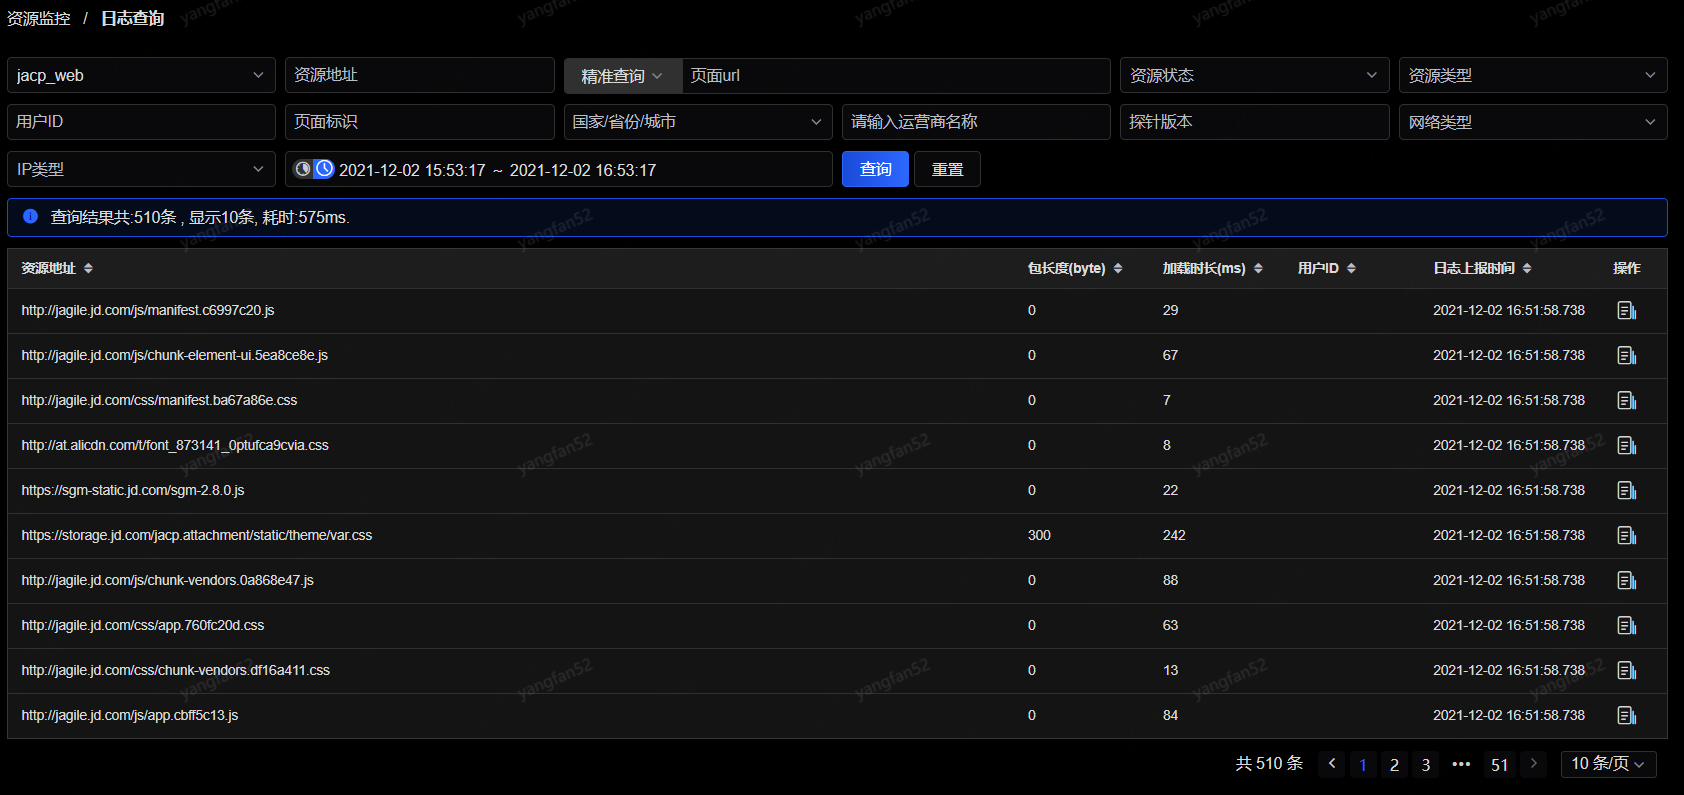 资源监控 / 日志查询
jacp_web 资源地址 精准查询 页面url 资源状态 资源类型
用户ID 页面标识 国家/省份/城市 请输入运营商名称 探针版本 网络类型
IP类型 2021-12-02 15:53:17 ~ 2021-12-02 16:53:17 查询 重置
查询结果共:510条 , 显示10条, 耗时:575ms.
资源地址 包长度(byte) 加载时长(ms) 用户ID 日志上报时间 操作
http://jagile.jd.com/js/manifest.c6997c20.js 0 29 2021-12-02 16:51:58.738
http://jagile.jd.com/js/chunk-element-ui.5ea8ce8e.js 0 67 2021-12-02 16:51:58.738
http://jagile.jd.com/css/manifest.ba67a86e.css 0 7 2021-12-02 16:51:58.738
http://at.alicdn.com/t/font_873141_0ptufca9cvia.css 0 8 2021-12-02 16:51:58.738
https://sgm-static.jd.com/sgm-2.8.0.js 0 22 2021-12-02 16:51:58.738
https://storage.jd.com/jacp.attachment/static/theme/var.css 300 242 2021-12-02 16:51:58.738
http://jagile.jd.com/js/chunk-vendors.0a868e47.js 0 88 2021-12-02 16:51:58.738
http://jagile.jd.com/css/app.760fc20d.css 0 63 2021-12-02 16:51:58.738
http://jagile.jd.com/css/chunk-vendors.df16a411.css 0 13 2021-12-02 16:51:58.738
http://jagile.jd.com/js/app.cbff5c13.js 0 84 2021-12-02 16:51:58.738
共 510 条 1 2 3 ••• 51 10 条/页
yangfan52